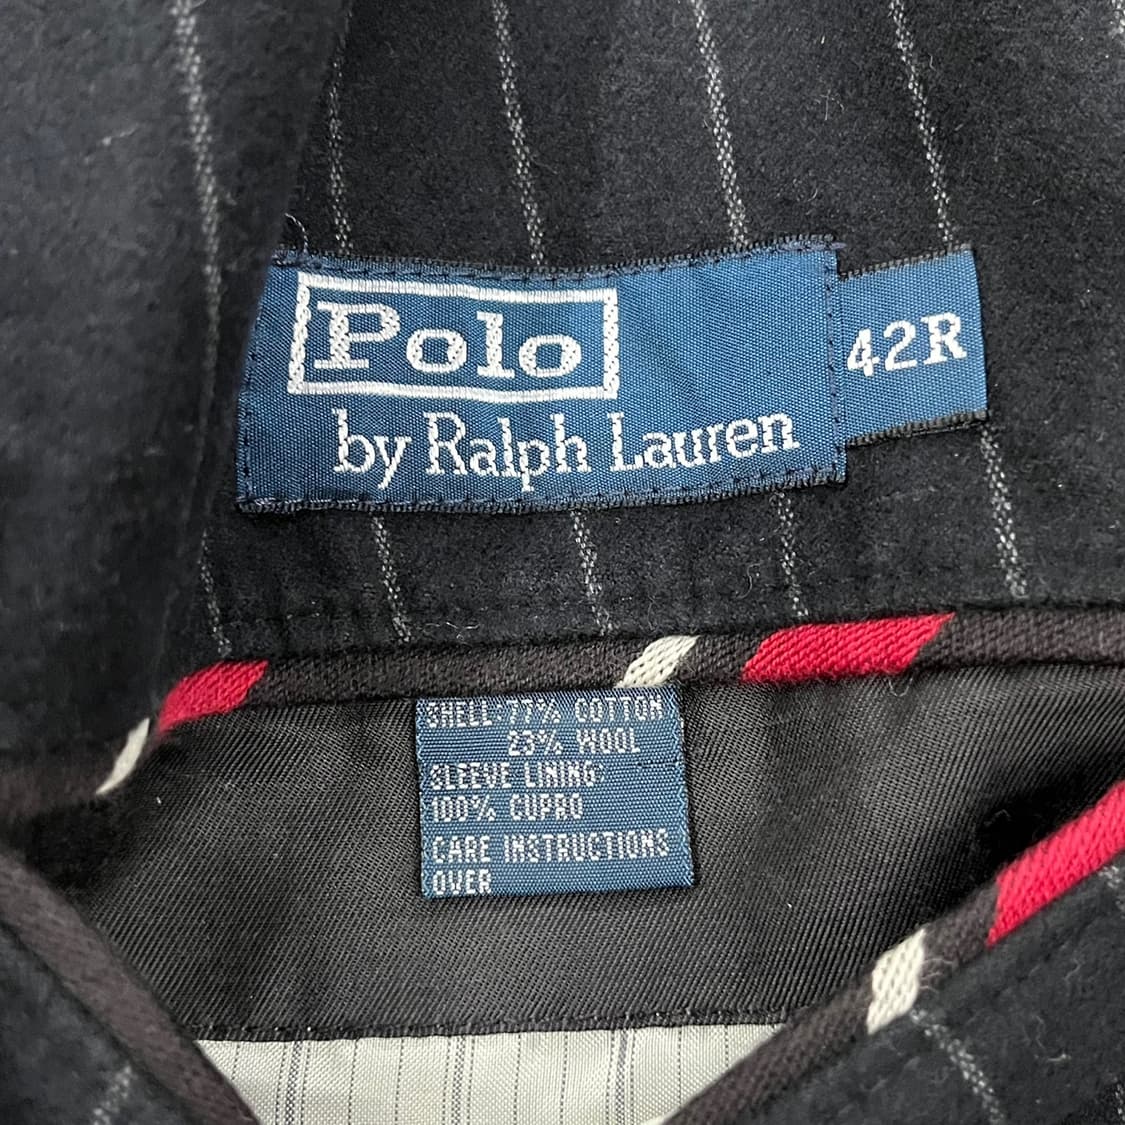 Polo
by Ralph Lauren
42R
SHELL:77% COTTON
23% WOOL
SLEEVE LINING:
100% CUPRO
CARE INSTRUCTIONS
OVER